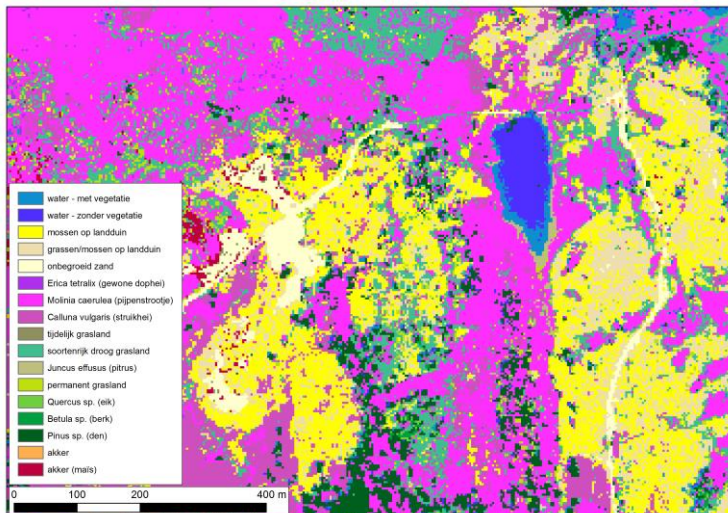 water - met vegetatie
water - zonder vegetatie
mossen op landduin
grassen/mossen op landduin
onbegroeid zand
Erica tetralix (gewone dophei)
Molinia caerulea (pijpenstrootje)
Calluna vulgaris (struikhei)
tijdelijk grasland
soortenrijk droog grasland
Juncus effusus (pitrus)
permanent grasland
Quercus sp. (eik)
Betula sp. (berk)
Pinus sp. (den)
akker
akker (maïs)
0 100 200 400 m